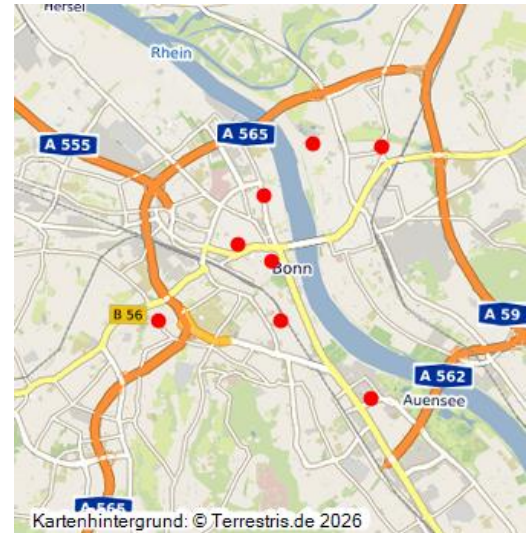 Hersel
Rhein
A 565
A 555
Bonn
B 56
A 59
A 562
Auensee
A 565
Kartenhintergrund: © Terrestris.de 2026